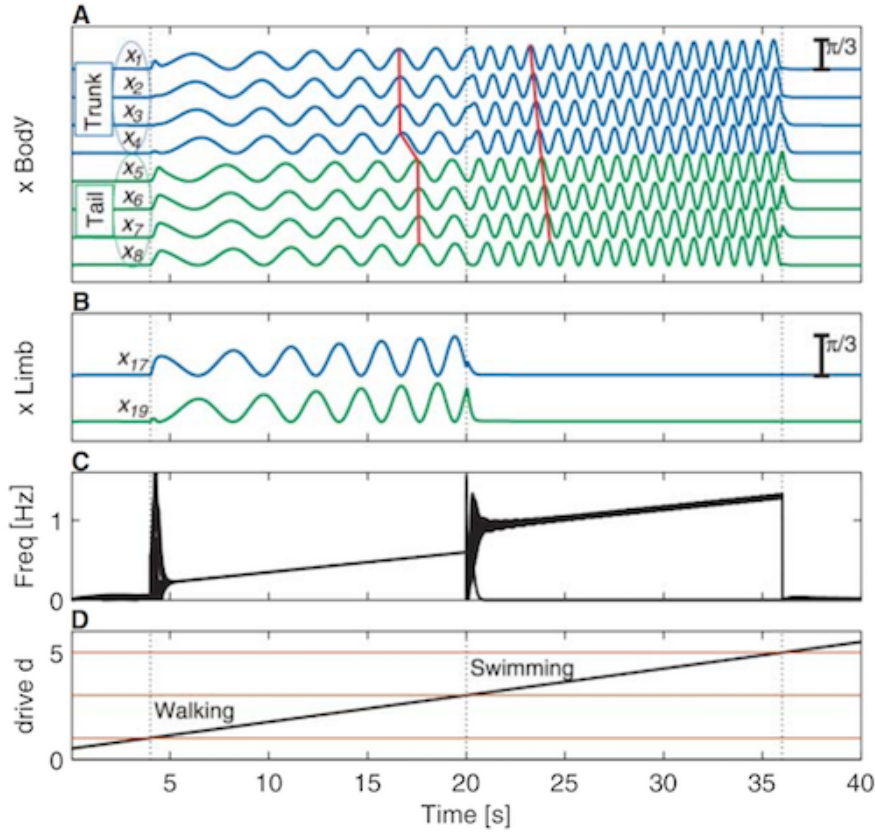 A
π/3
x Body
Trunk
Tail
x1
x2
x3
x4
x5
x6
x7
x8
B
π/3
x Limb
x17
x19
C
Freq [Hz]
1
0
D
drive d
5
0
Walking
Swimming
5 10 15 20 25 30 35 40
Time [s]